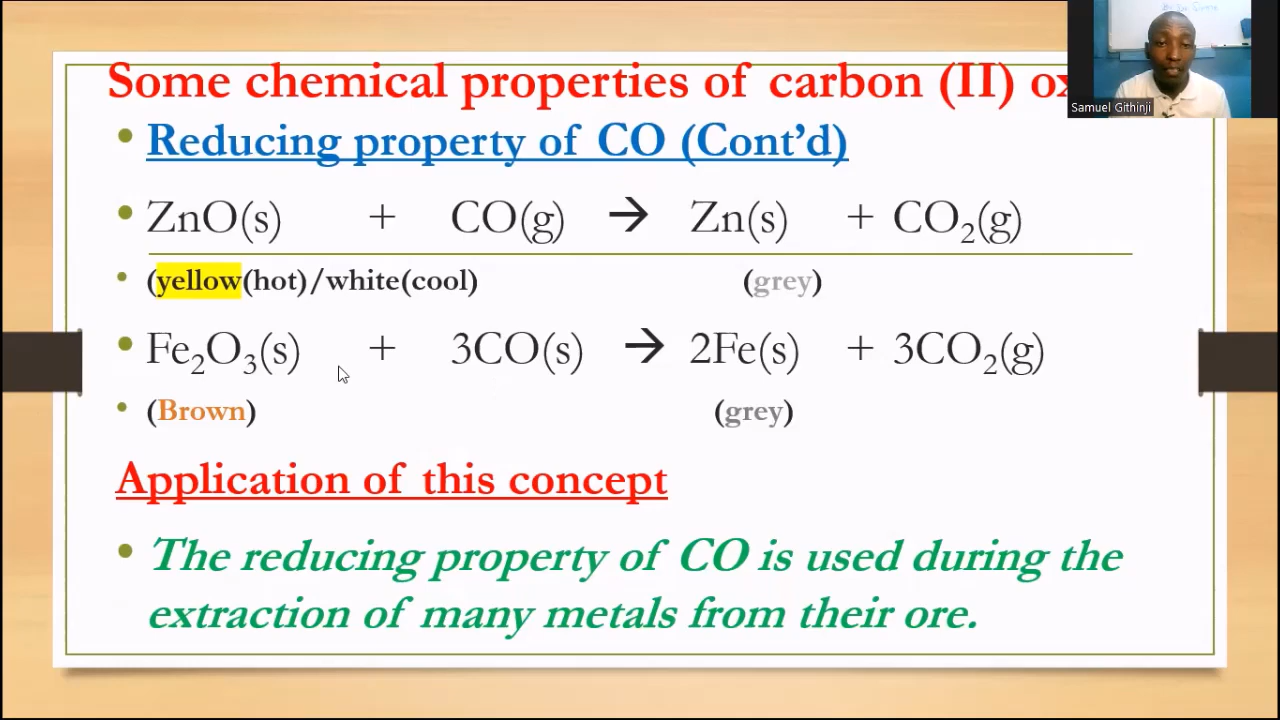 Some chemical properties of carbon (II) ox
Samuel Githinji
• Reducing property of CO (Cont’d)
• ZnO(s) + CO(g) → Zn(s) + CO₂(g)
• (yellow(hot)/white(cool) (grey)
• Fe₂O₃(s) + 3CO(s) → 2Fe(s) + 3CO₂(g)
• (Brown) (grey)
Application of this concept
• The reducing property of CO is used during the
extraction of many metals from their ore.